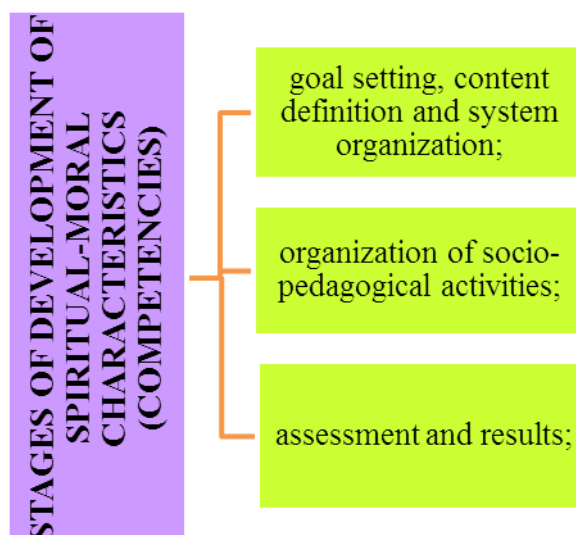 STAGES OF DEVELOPMENT OF
SPIRITUAL-MORAL
CHARACTERISTICS
(COMPETENCIES)
goal setting, content
definition and system
organization;
organization of socio-
pedagogical activities;
assessment and results;